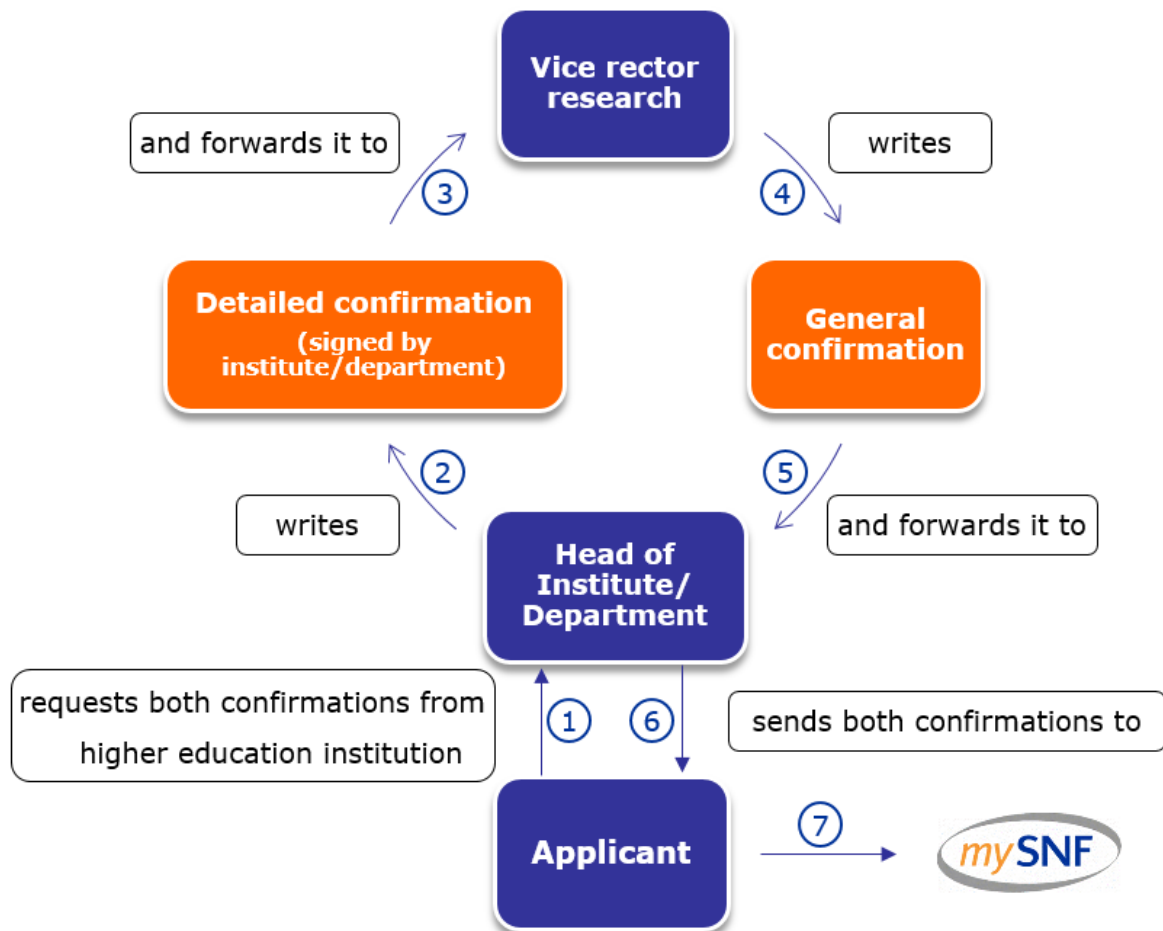 Vice rector
research
and forwards it to
writes
3
4
Detailed confirmation
(signed by
institute/department)
General
confirmation
2
5
writes
and forwards it to
Head of
Institute/
Department
requests both confirmations from
higher education institution
1
6
sends both confirmations to
Applicant
7
mySNF